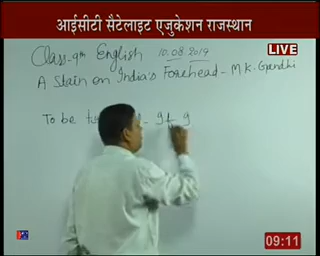 आईसीटी सैटेलाइट एजुकेशन राजस्थान
LIVE
Class-9th English 10.08.2019
A Stain on India's Forehead - M.K. Gandhi
To be
09:11